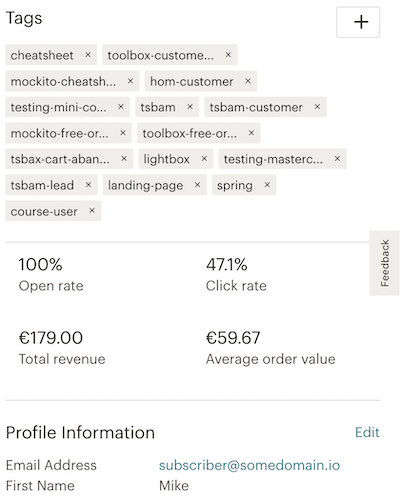 Tags +
cheatsheet × toolbox-custome... ×
mockito-cheatsh... × hom-customer ×
testing-mini-co... × tsbam × tsbam-customer ×
mockito-free-or... × toolbox-free-or... ×
tsbax-cart-aban... × lightbox × testing-masterc... ×
tsbam-lead × landing-page × spring ×
course-user ×
Feedback
100% 47.1%
Open rate Click rate
€179.00 €59.67
Total revenue Average order value
Profile Information Edit
Email Address subscriber@somedomain.io
First Name Mike